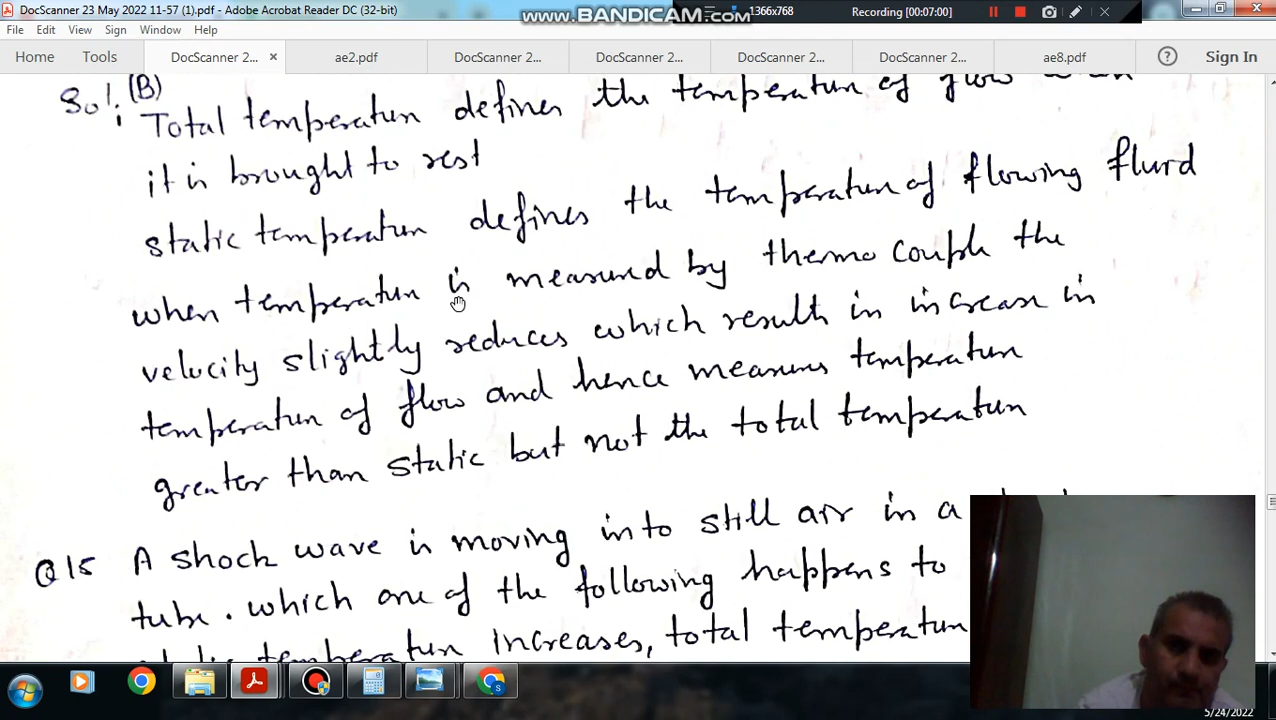 DocScanner 23 May 2022 11-57 (1).pdf - Adobe Acrobat Reader DC (32-bit)
www.BANDICAM.com
1366x768
Recording [00:07:00]
File Edit View Sign Window Help
Home Tools DocScanner 2... × ae2.pdf DocScanner 2... DocScanner 2... DocScanner 2... ae8.pdf Sign In
Sol: (B)
Total temperature defines the temperature of flow when
it is brought to rest
static temperature defines the temperature of flowing fluid
when temperature is measured by thermo couple the
velocity slightly reduces which result in increase in
temperature of flow and hence measures temperature
greater than static but not the total temperature
Q15 A shock wave is moving into still air in a
tube. which one of the following happens to
temperature increases, total temperature
5/24/2022